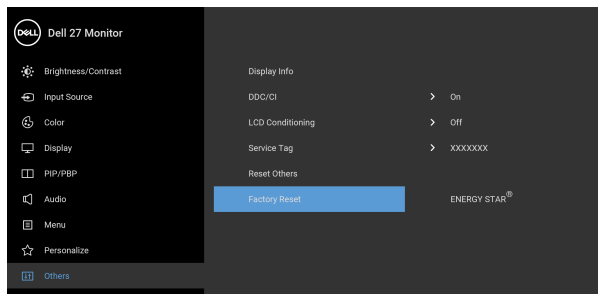 DELL Dell 27 Monitor
Brightness/Contrast
Input Source
Color
Display
PIP/PBP
Audio
Menu
Personalize
Others
Display Info
DDC/CI > On
LCD Conditioning > Off
Service Tag > XXXXXXX
Reset Others
Factory Reset ENERGY STAR®